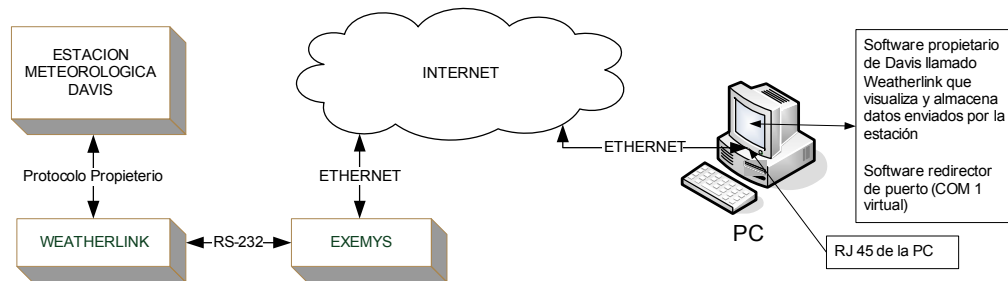 ESTACION
METEOROLOGICA
DAVIS
INTERNET
Software propietario
de Davis llamado
Weatherlink que
visualiza y almacena
datos enviados por la
estación
Software redirector
de puerto (COM 1
virtual)
ETHERNET
Protocolo Propieterio
ETHERNET
PC
WEATHERLINK
RS-232
EXEMYS
RJ 45 de la PC